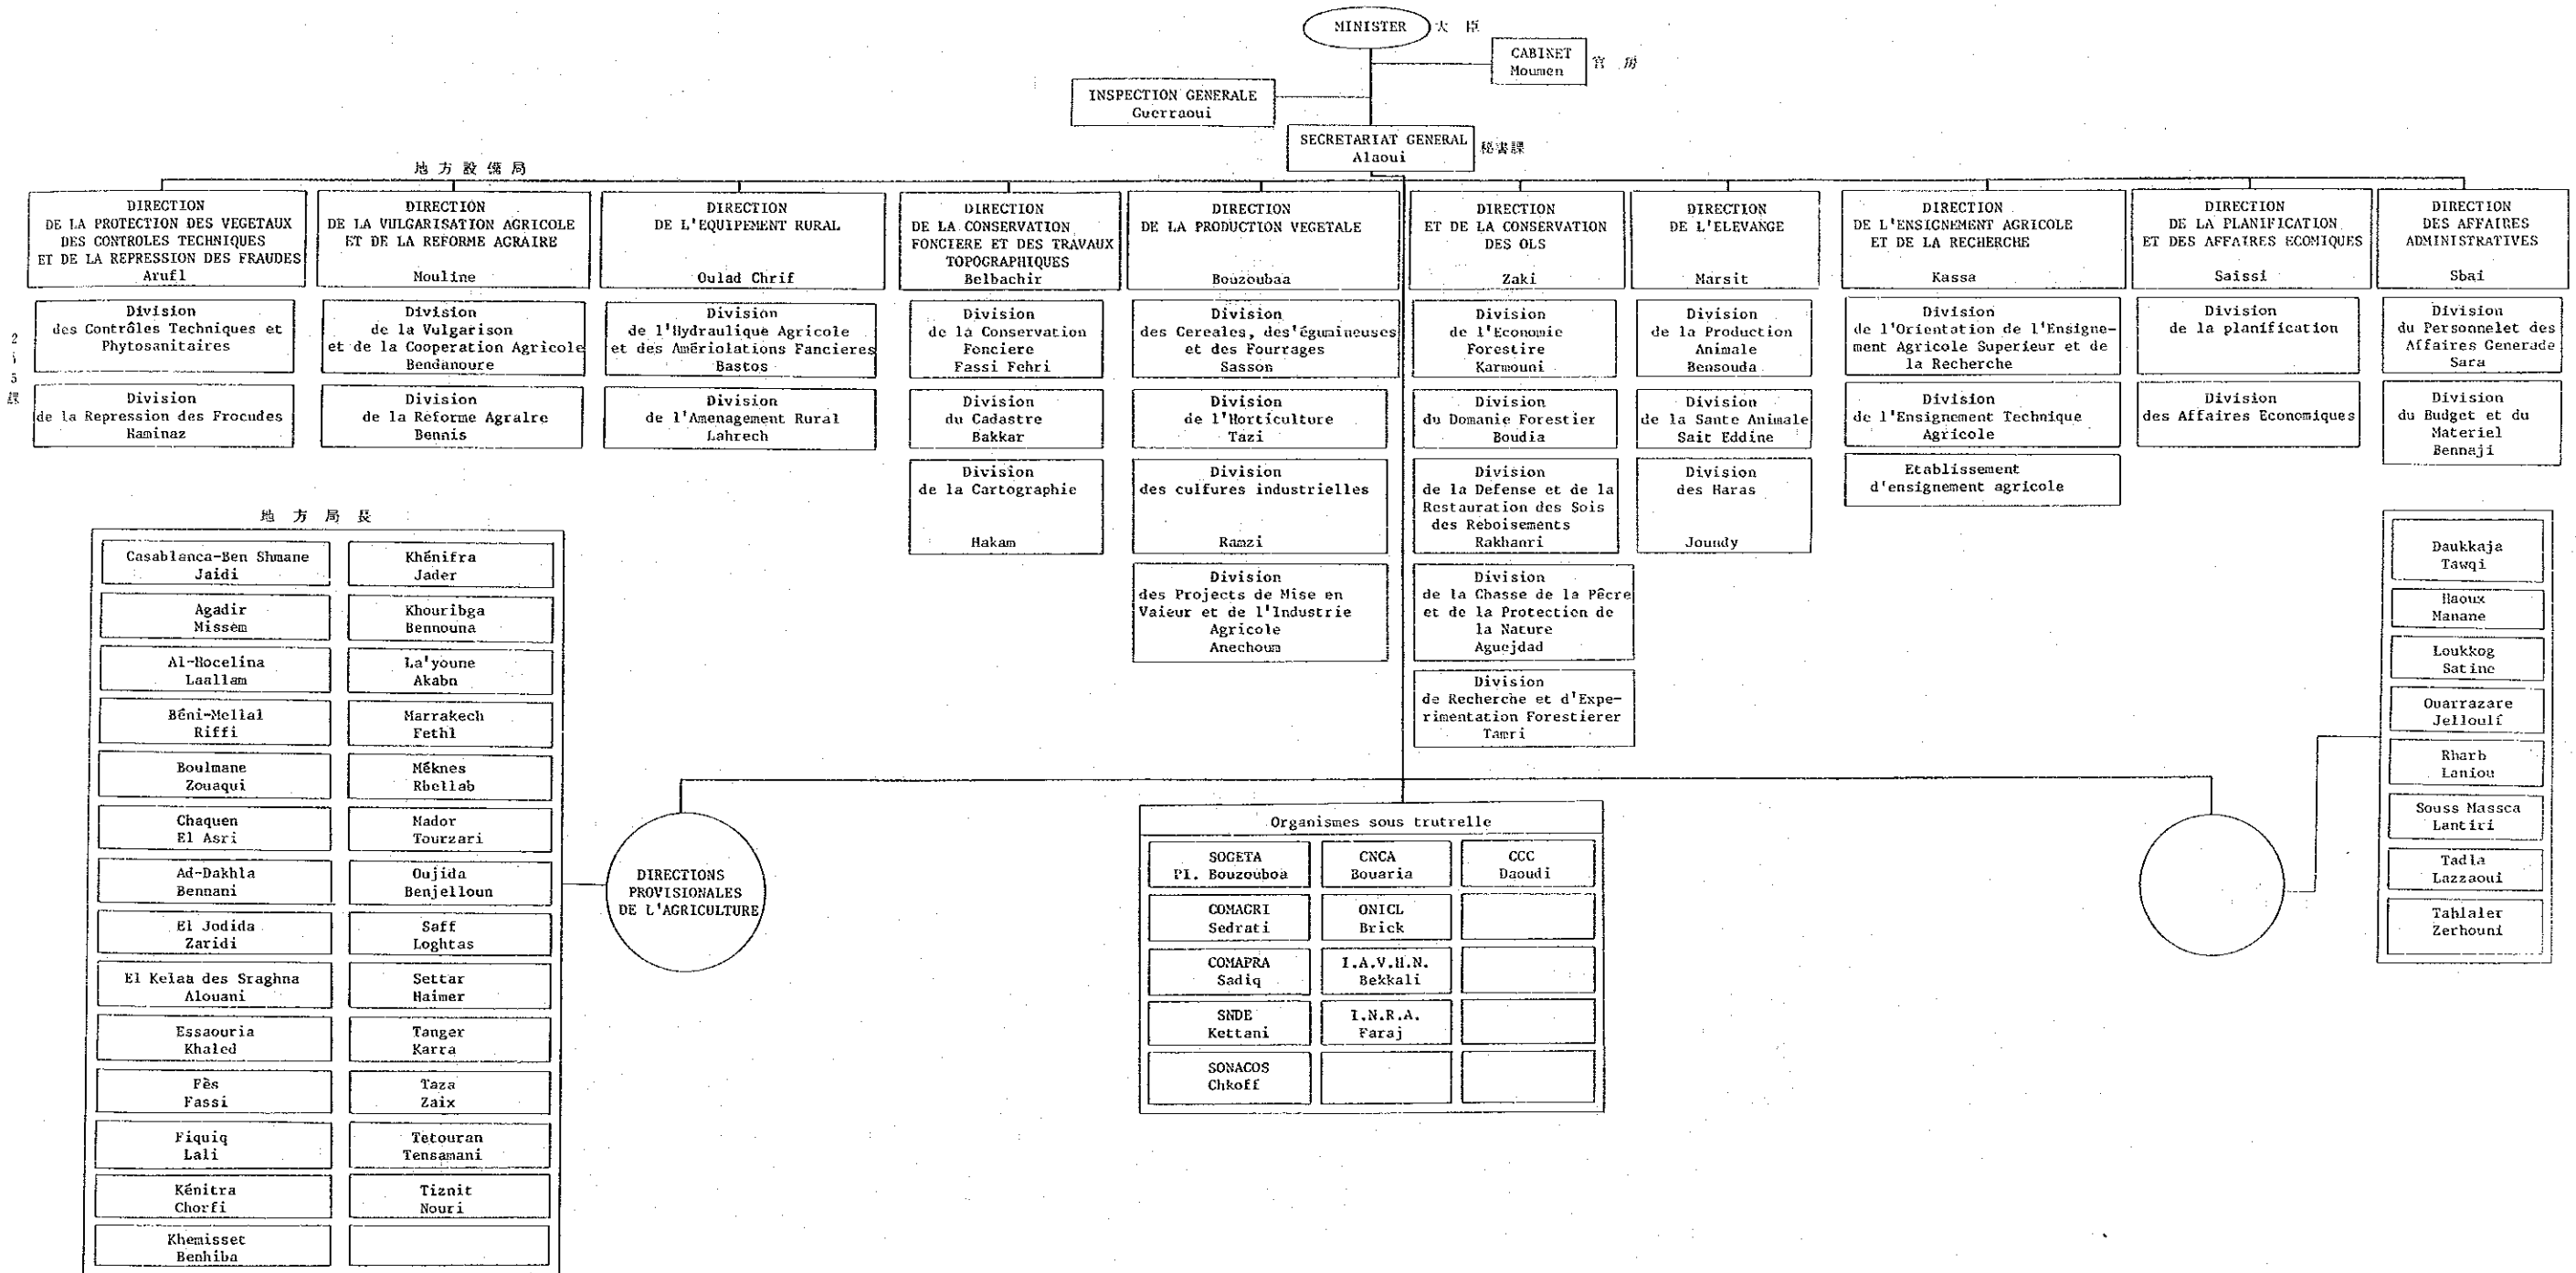 MINISTER
大臣
CABINET
Moumen
官房
INSPECTION GENERALE
Guerraoui
SECRETARIAT GENERAL
Alaoui
秘書課
地方設備局
DIRECTION
DE LA PROTECTION DES VEGETAUX
DES CONTROLES TECHNIQUES
ET DE LA REPRESSION DES FRAUDES
Arufl
DIRECTION
DE LA VULGARISATION AGRICOLE
ET DE LA REFORME AGRAIRE
Mouline
DIRECTION
DE L'EQUIPEMENT RURAL
Oulad Chrif
DIRECTION
DE LA CONSERVATION
FONCIERE ET DES TRAVAUX
TOPOGRAPHIQUES
Belbachir
DIRECTION
DE LA PRODUCTION VEGETALE
Bouzoubaa
DIRECTION
ET DE LA CONSERVATION
DES OLS
Zaki
DIRECTION
DE L'ELEVANGE
Marsit
DIRECTION
DE L'ENSIGNEMENT AGRICOLE
ET DE LA RECHERCHE
Kassa
DIRECTION
DE LA PLANIFICATION
ET DES AFFAIRES ECOMIQUES
Saissi
DIRECTION
DES AFFAIRES
ADMINISTRATIVES
Sbai
2
5
課
Division
des Contrôles Techniques et
Phytosanitaires
Division
de la Repression des Frocudes
Haminaz
Division
de la Vulgarison
et de la Cooperation Agricole
Bendanoure
Division
de la Réforme Agralre
Bennis
Division
de l'Hydraulique Agricole
et des Amériolations Fancieres
Bastos
Division
de l'Amenagement Rural
Lahrech
Division
de la Conservation
Fonciere
Fassi Fehri
Division
du Cadastre
Bakkar
Division
de la Cartographic
Hakam
Division
des Cereales, des'égumineuses
et des Fourrages
Sasson
Division
de l'Horticulture
Tazi
Division
des culfures industrielles
Ramzi
Division
des Projects de Mise en
Vaieur et de l'Industrie
Agricole
Anechoum
Division
de l'Economie
Forestire
Karmouni
Division
du Domanie Forestier
Boudia
Division
de la Defense et de la
Restauration des Sois
des Reboisements
Rakhanri
Division
de la Chasse de la Pêcre
et de la Protection de
la Nature
Aguejdad
Division
de Recherche et d'Expe-
rimentation Forestierer
Tamri
Division
de la Production
Animale
Bensouda
Division
de la Sante Animale
Sait Eddine
Division
des Haras
Joundy
Division
de l'Orientation de l'Ensigne-
ment Agricole Superieur et de
la Recherche
Division
de l'Ensignement Technique
Agricole
Etablissement
d'ensignement agricole
Division
de la planification
Division
des Affaires Economiques
Division
du Personnelet des
Affaires Generade
Sara
Division
du Budget et du
Materiel
Bennaji
地方局長
Casablanca-Ben Shmane
Jaidi
Agadir
Missem
Al-Hocelina
Laallam
Béni-Mellal
Riffi
Boulmane
Zouaqui
Chaquen
El Asri
Ad-Dakhla
Bennani
El Jodida
Zaridi
El Kelaa des Sraghna
Alouani
Essaouria
Khaled
Fès
Fassi
Fiquiq
Lali
Kénitra
Chorfi
Khemisset
Benhiba
Khénifra
Jader
Khouribga
Bennouna
La'youne
Akabn
Marrakech
Fethl
Méknes
Rbellab
Nador
Tourzari
Oujida
Benjelloun
Saff
Loghtas
Settar
Haimer
Tanger
Karra
Taza
Zaix
Tetouran
Tensamani
Tiznit
Nouri
DIRECTIONS
PROVISIONALES
DE L'AGRICULTURE
Organismes sous trutrelle
SOGETA
PI. Bouzouboa
CNCA
Bouaria
CCC
Daoudi
COMAGRI
Sedrati
ONICL
Brick
COMAPRA
Sadiq
I.A.V.H.N.
Bekkali
SNDE
Kettani
I.N.R.A.
Faraj
SONACOS
Chkoff
Daukkaja
Tawqi
Haoux
Manane
Loukkog
Satine
Ouarrazare
Jelloulí
Rharb
Laniou
Souss Massca
Lantiri
Tadla
Lazzaoui
Tahlaler
Zerhouni